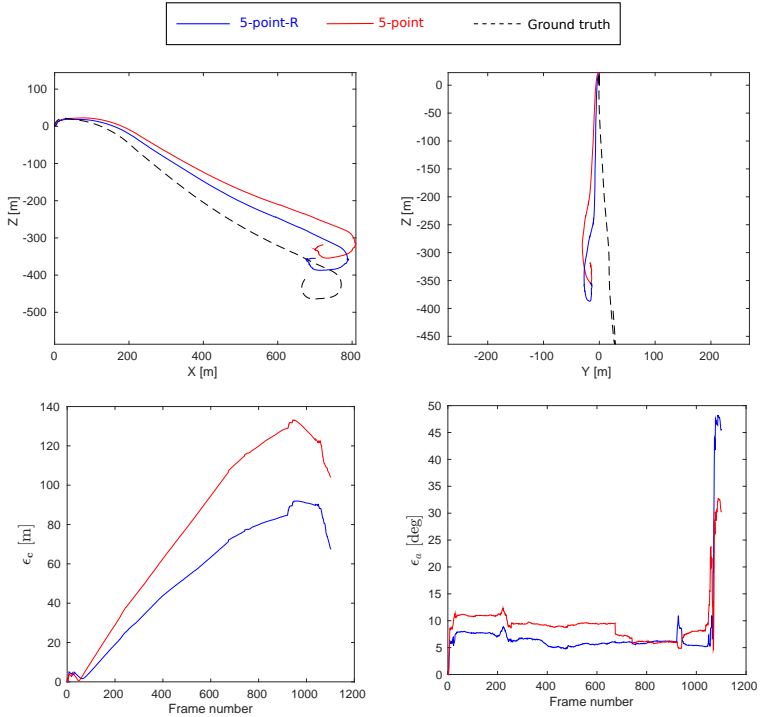 5-point-R 5-point Ground truth
100
0
-100
-200
-300
-400
-500
Z [m]
0 200 400 600 800
X [m]
0
-50
-100
-150
-200
-250
-300
-350
-400
-450
Z [m]
-200 -100 0 100 200
Y [m]
140
120
100
80
60
40
20
0
ϵc [m]
0 200 400 600 800 1000 1200
Frame number
50
45
40
35
30
25
20
15
10
5
0
ϵa [deg]
0 200 400 600 800 1000 1200
Frame number